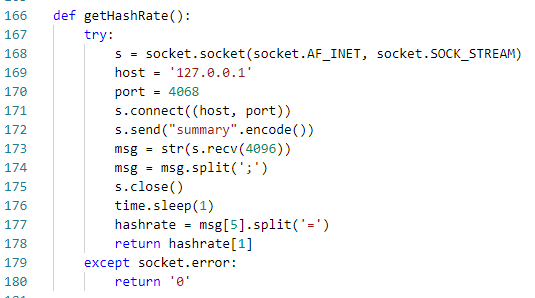 166 def getHashRate():
167 try:
168 s = socket.socket(socket.AF_INET, socket.SOCK_STREAM)
169 host = '127.0.0.1'
170 port = 4068
171 s.connect((host, port))
172 s.send("summary".encode())
173 msg = str(s.recv(4096))
174 msg = msg.split(';')
175 s.close()
176 time.sleep(1)
177 hashrate = msg[5].split('=')
178 return hashrate[1]
179 except socket.error:
180 return '0'